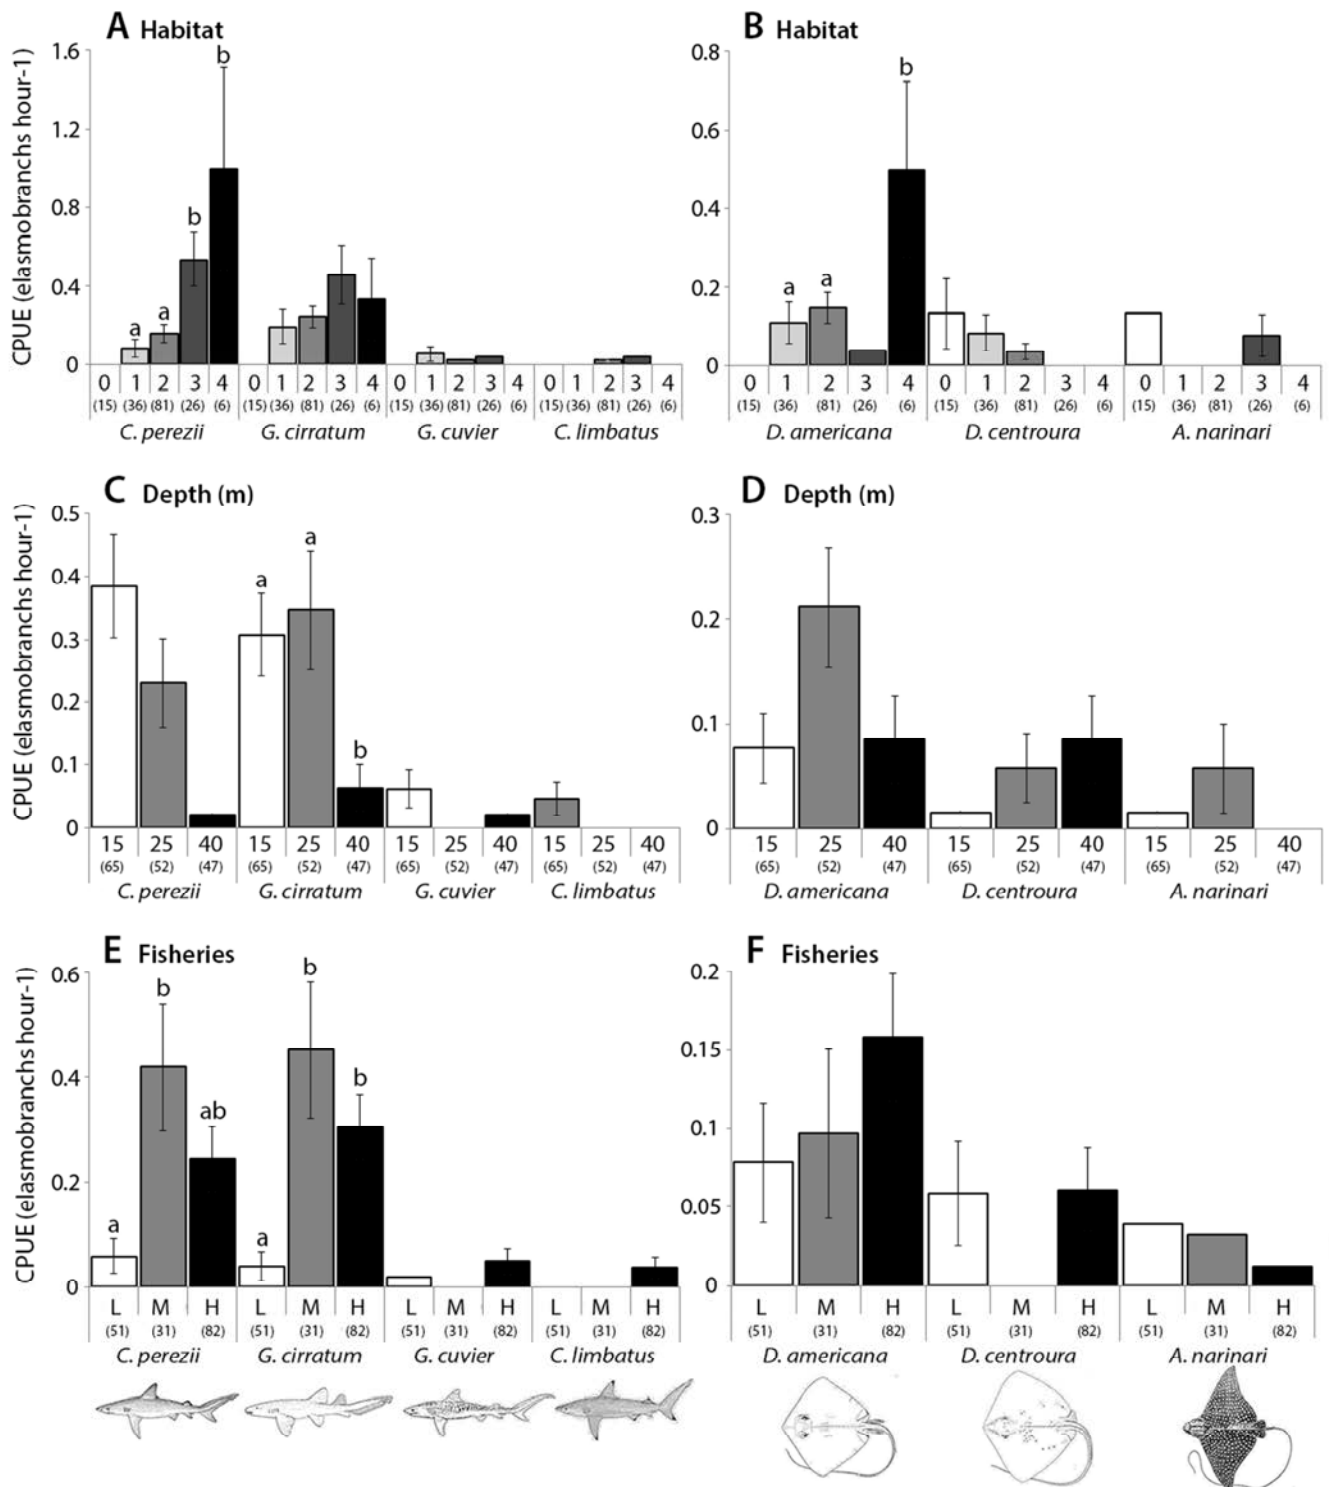 A Habitat
CPUE (elasmobranchs hour-1)
1.6
1.2
0.8
0.4
0
a a b b
0 1 2 3 4 0 1 2 3 4 0 1 2 3 4 0 1 2 3 4
(15) (36) (81) (26) (6) (15) (36) (81) (26) (6) (15) (36) (81) (26) (6) (15) (36) (81) (26) (6)
C. perezii G. cirratum G. cuvier C. limbatus
B Habitat
0.8
0.6
0.4
0.2
0
a a b
0 1 2 3 4 0 1 2 3 4 0 1 2 3 4
(15) (36) (81) (26) (6) (15) (36) (81) (26) (6) (15) (36) (81) (26) (6)
D. americana D. centroura A. narinari
C Depth (m)
CPUE (elasmobranchs hour-1)
0.5
0.4
0.3
0.2
0.1
0
a a b
15 25 40 15 25 40 15 25 40 15 25 40
(65) (52) (47) (65) (52) (47) (65) (52) (47) (65) (52) (47)
C. perezii G. cirratum G. cuvier C. limbatus
D Depth (m)
0.3
0.2
0.1
0
15 25 40 15 25 40 15 25 40
(65) (52) (47) (65) (52) (47) (65) (52) (47)
D. americana D. centroura A. narinari
E Fisheries
CPUE (elasmobranchs hour-1)
0.6
0.4
0.2
0
a b ab a b b
L M H L M H L M H L M H
(51) (31) (82) (51) (31) (82) (51) (31) (82) (51) (31) (82)
C. perezii G. cirratum G. cuvier C. limbatus
F Fisheries
0.2
0.15
0.1
0.05
0
L M H L M H L M H
(51) (31) (82) (51) (31) (82) (51) (31) (82)
D. americana D. centroura A. narinari